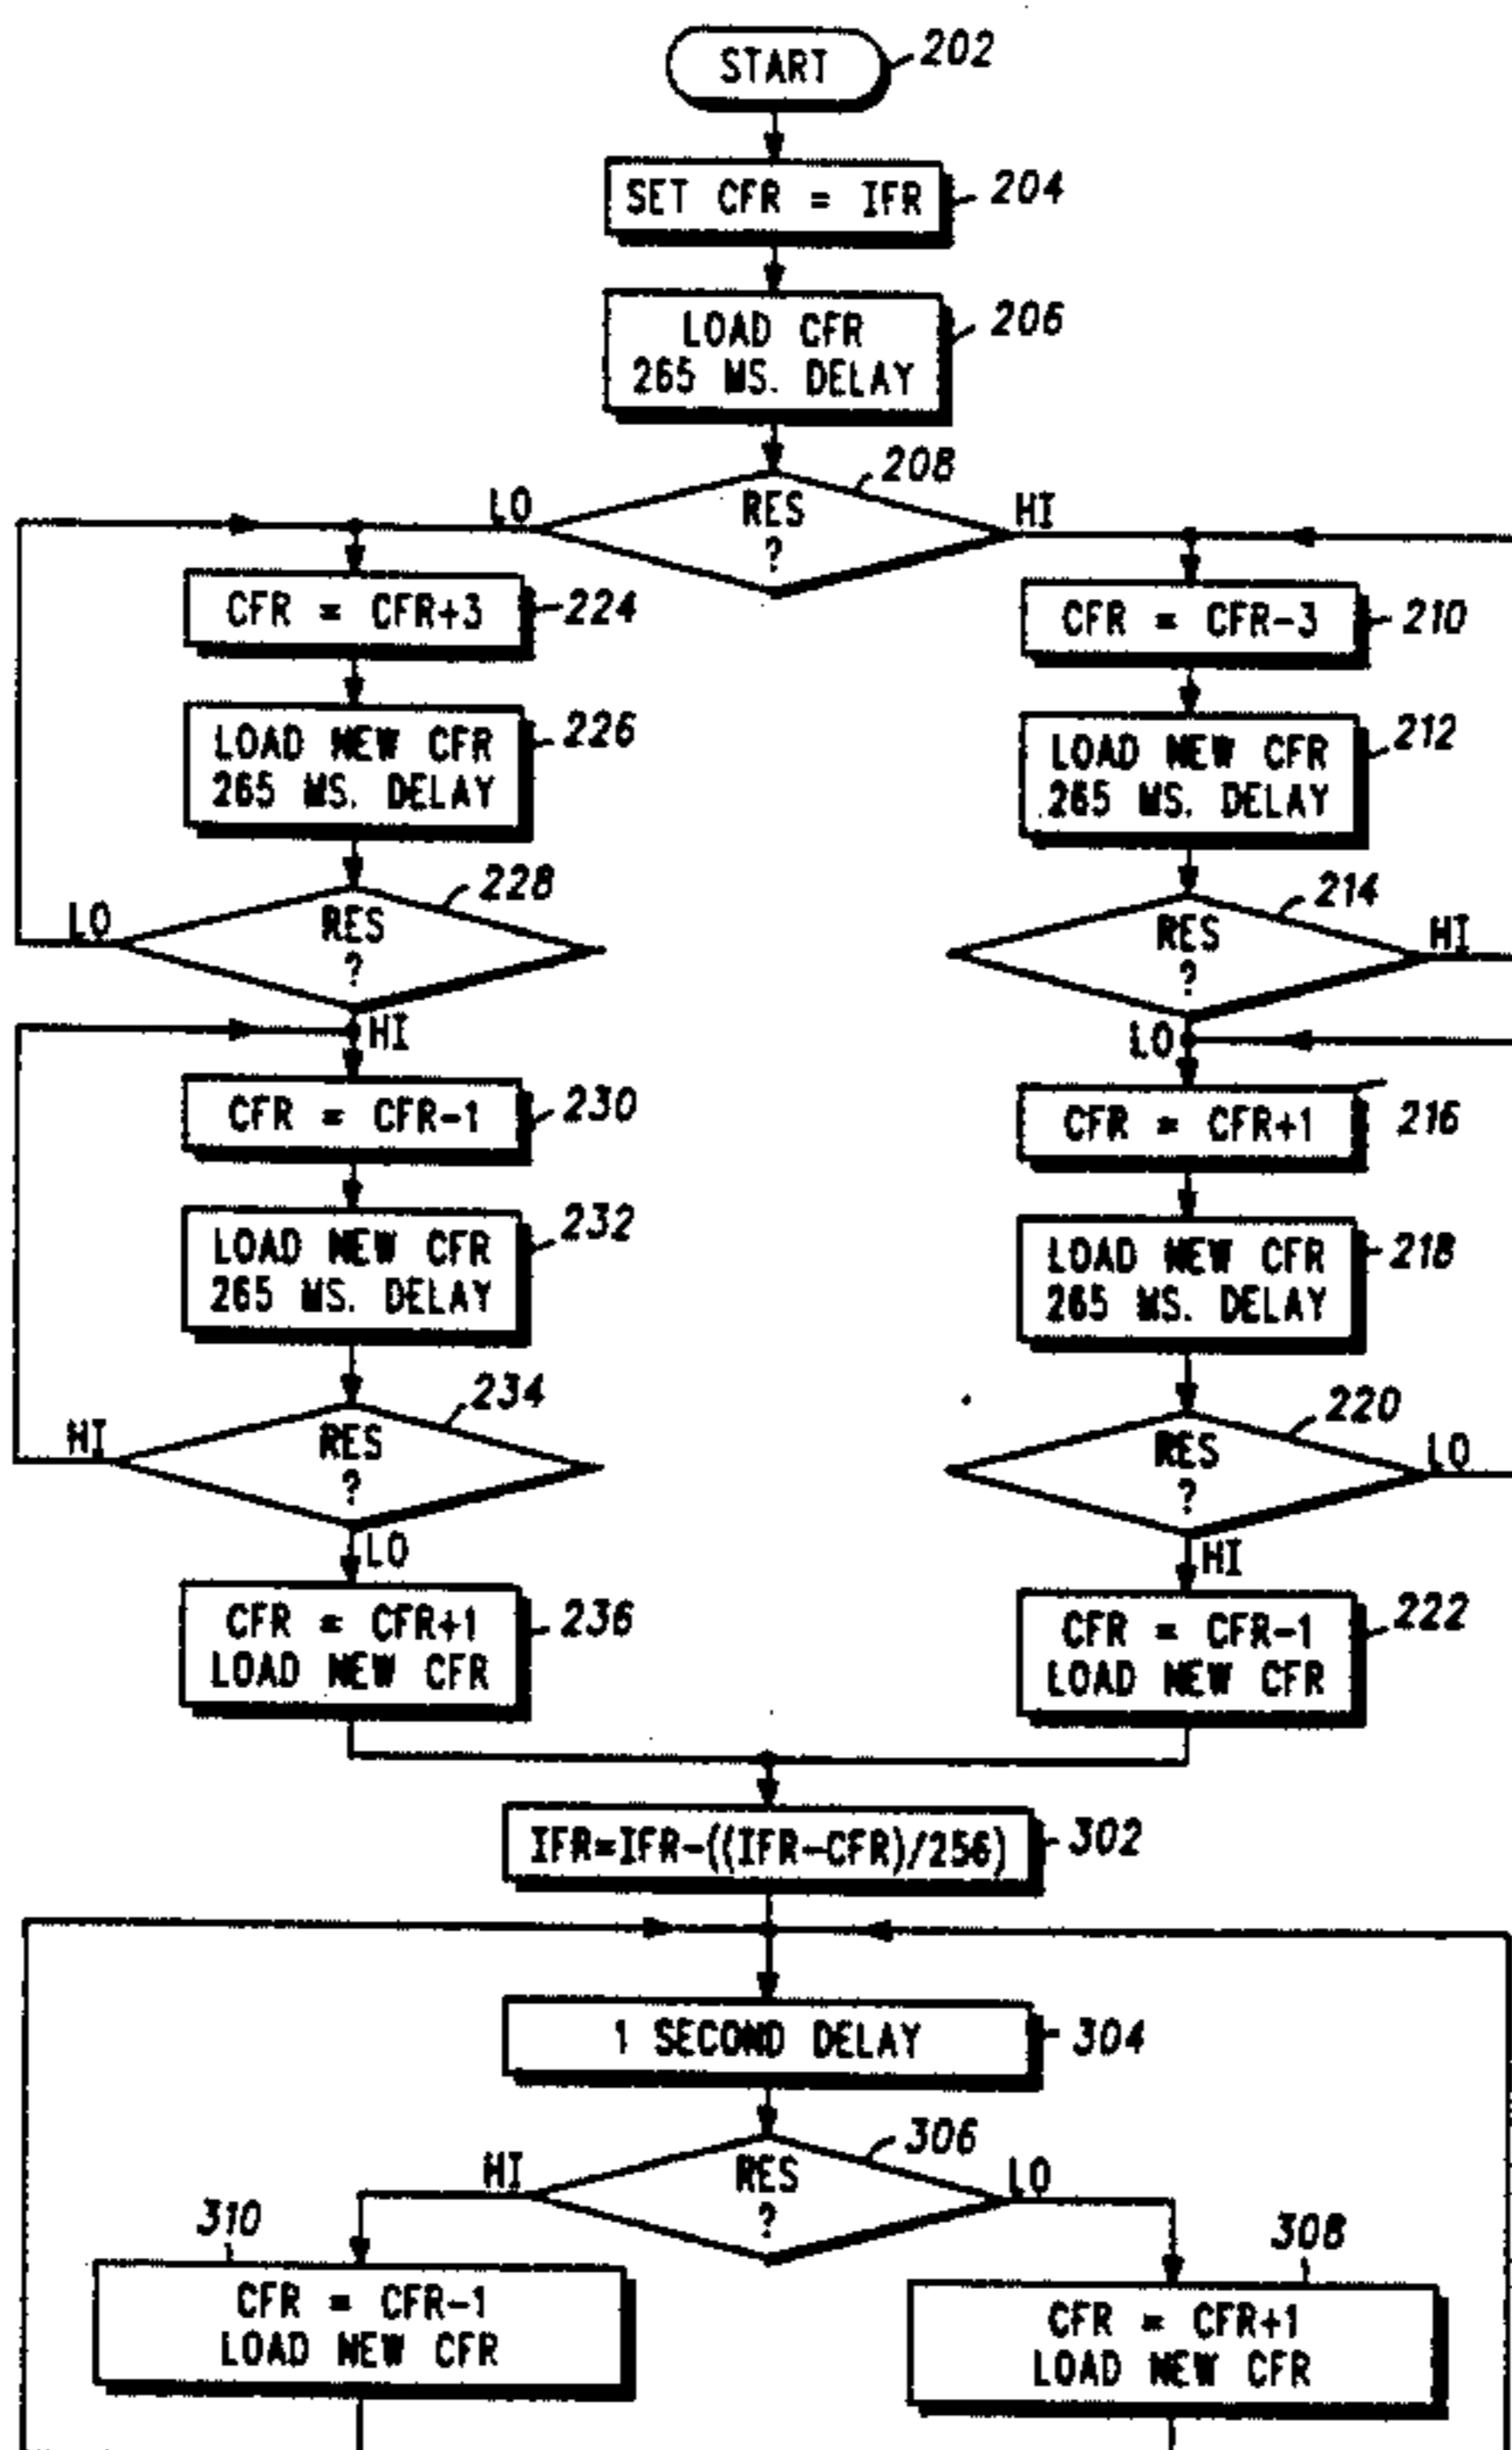 START
202
SET CFR = IFR
204
LOAD CFR
265 MS. DELAY
206
RES
?
208
LO
HI
CFR = CFR+3
224
CFR = CFR-3
210
LOAD NEW CFR
265 MS. DELAY
226
LOAD NEW CFR
265 MS. DELAY
212
RES
?
228
LO
HI
RES
?
214
HI
LO
CFR = CFR-1
230
CFR = CFR+1
216
LOAD NEW CFR
265 MS. DELAY
232
LOAD NEW CFR
265 MS. DELAY
218
RES
?
234
HI
LO
RES
?
220
LO
HI
CFR = CFR+1
LOAD NEW CFR
236
CFR = CFR-1
LOAD NEW CFR
222
IFR=IFR-((IFR-CFR)/256)
302
1 SECOND DELAY
304
RES
?
306
HI
LO
310
CFR = CFR-1
LOAD NEW CFR
308
CFR = CFR+1
LOAD NEW CFR